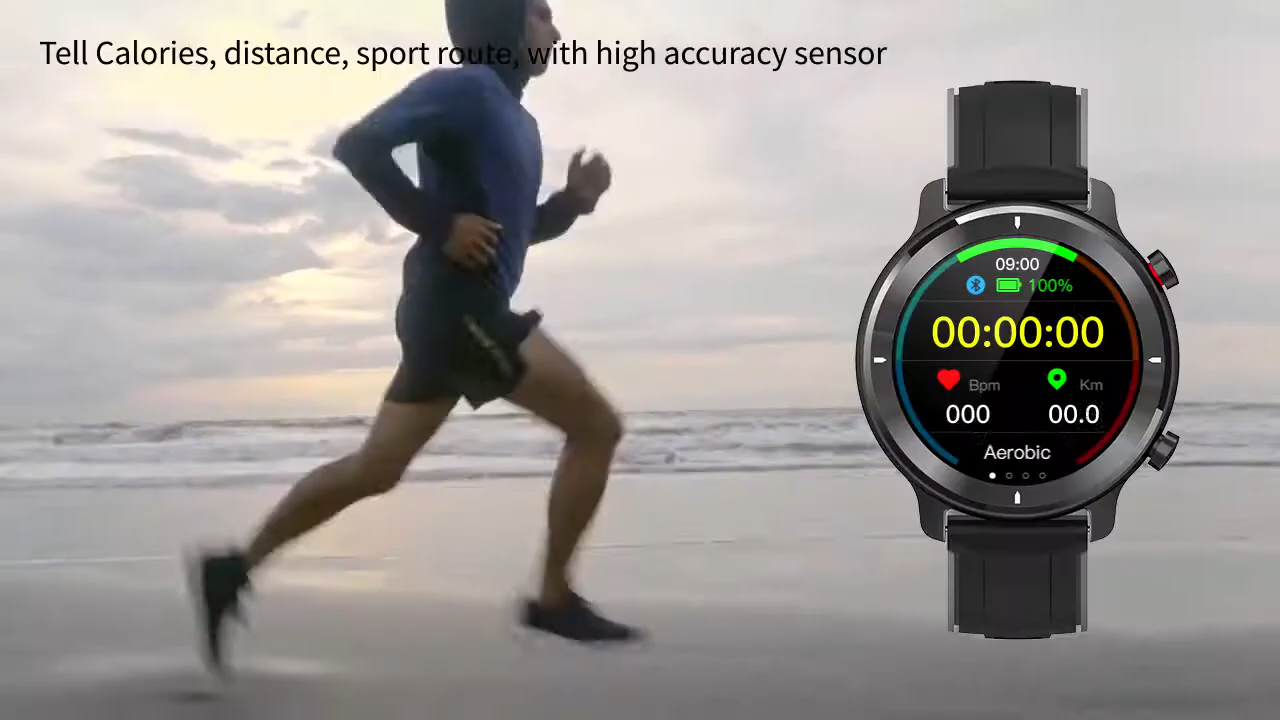 Tell Calories, distance, sport route, with high accuracy sensor
09:00
100%
00:00:00
Bpm Km
000 00.0
Aerobic